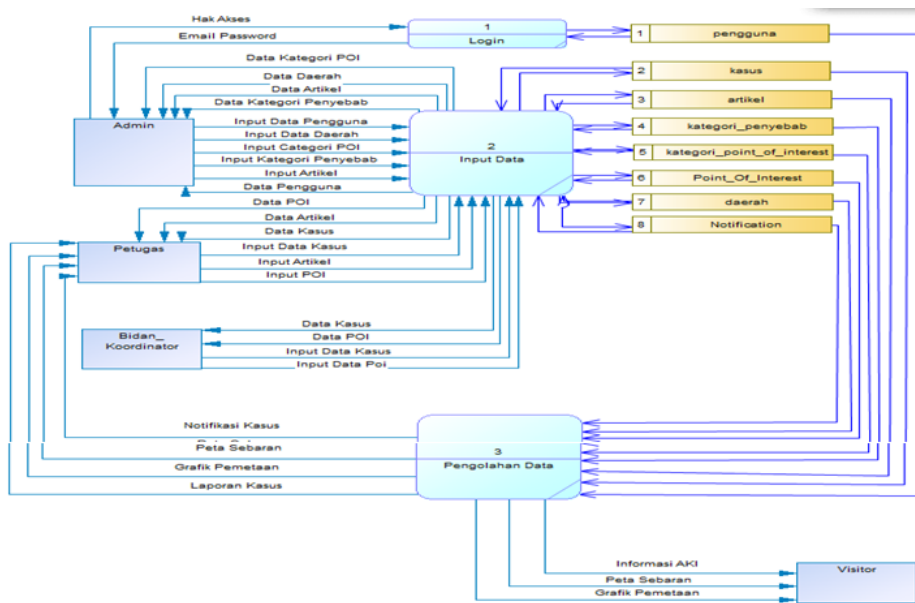 Hak Akses
Email Password
1
Login
1 pengguna
Data Kategori POI
Data Daerah
Data Artikel
Data Kategori Penyebab
2 kasus
3 artikel
4 kategori_penyebab
5 kategori_point_of_interest
6 Point_Of_Interest
7 daerah
8 Notification
Admin
Input Data Pengguna
Input Data Daerah
Input Categori POI
Input Kategori Penyebab
Input Artikel
Data Pengguna
2
Input Data
Data POI
Data Artikel
Data Kasus
Petugas
Input Data Kasus
Input Artikel
Input POI
Bidan_
Koordinator
Data Kasus
Data POI
Input Data Kasus
Input Data Poi
Notifikasi Kasus
Peta Sebaran
Grafik Pemetaan
Laporan Kasus
3
Pengolahan Data
Informasi AKI
Peta Sebaran
Grafik Pemetaan
Visitor